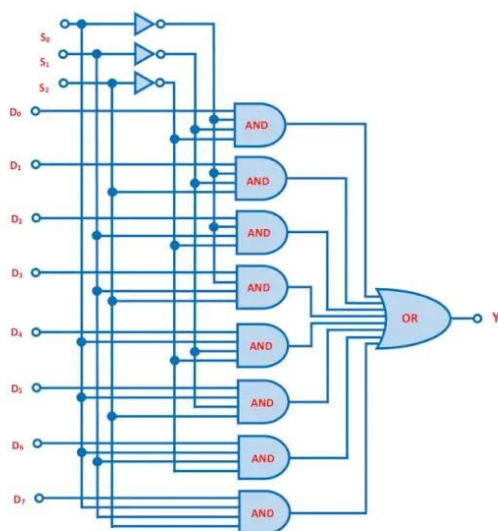 S₀
S₁
S₂
D₀
AND
D₁
AND
D₂
AND
D₃
AND
D₄
AND
OR
Y
D₅
AND
D₆
AND
D₇
AND